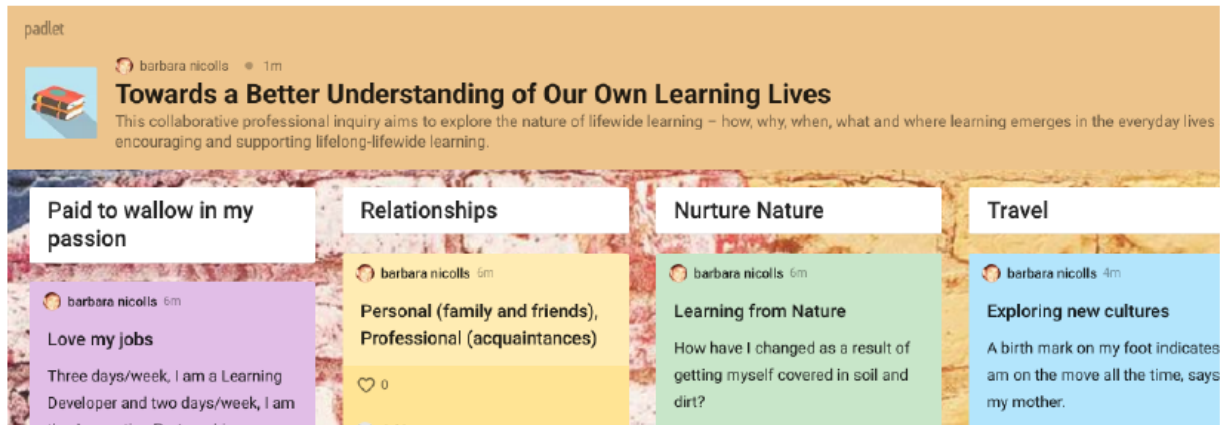 padlet
barbara nicolls • 1m
Towards a Better Understanding of Our Own Learning Lives
This collaborative professional inquiry aims to explore the nature of lifewide learning – how, why, when, what and where learning emerges in the everyday lives
encouraging and supporting lifelong-lifewide learning.
Paid to wallow in my
passion
barbara nicolls 6m
Love my jobs
Three days/week, I am a Learning
Developer and two days/week, I am
Relationships
barbara nicolls 6m
Personal (family and friends),
Professional (acquaintances)
0
Nurture Nature
barbara nicolls 6m
Learning from Nature
How have I changed as a result of
getting myself covered in soil and
dirt?
Travel
barbara nicolls 4m
Exploring new cultures
A birth mark on my foot indicates
am on the move all the time, says
my mother.